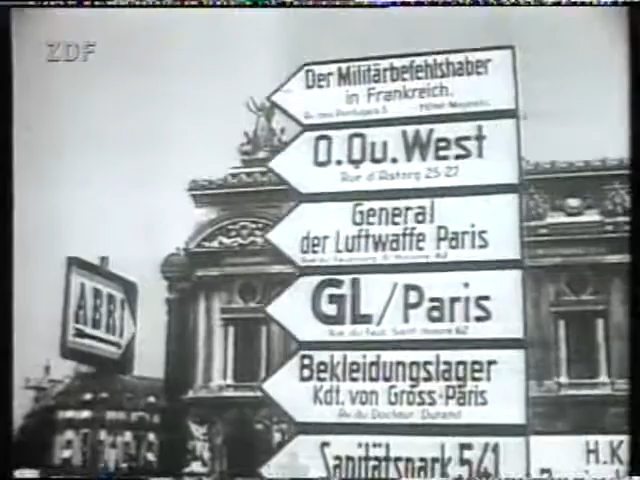 ZDF
Der Militärbefehlshaber
in Frankreich.
O.Qu.West
Rue d'Astorg 25-27
General
der Luftwaffe Paris
GL/Paris
Bekleidungslager
Kdt. von Gross-Paris
Av. du Docteur Durand
Sanitätspark 541
H.K
ABRI